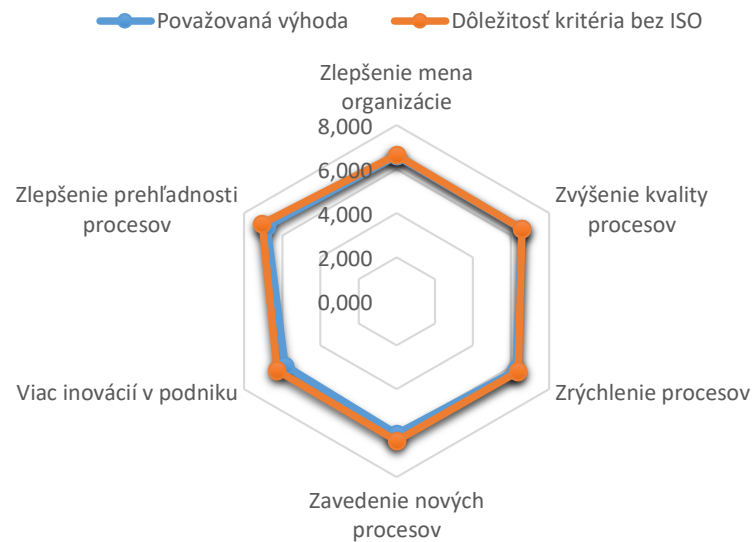 Považovaná výhoda
Dôležitosť kritéria bez ISO
Zlepšenie mena
organizácie
8,000
6,000
4,000
2,000
0,000
Zvýšenie kvality
procesov
Zrýchlenie procesov
Zavedenie nových
procesov
Viac inovácií v podniku
Zlepšenie prehľadnosti
procesov